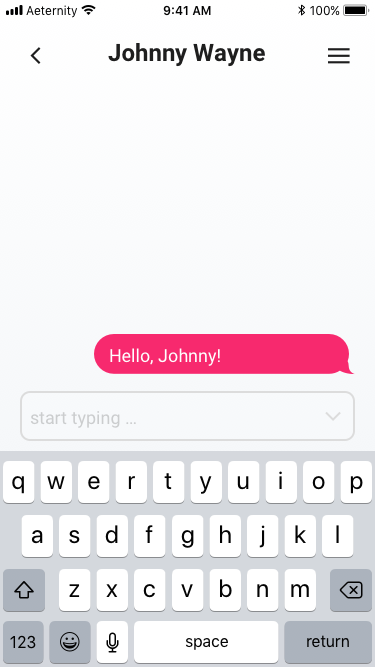 Aeternity 9:41 AM 100%
Johnny Wayne
Hello, Johnny!
start typing ...
q w e r t y u i o p
a s d f g h j k l
z x c v b n m
123 space return